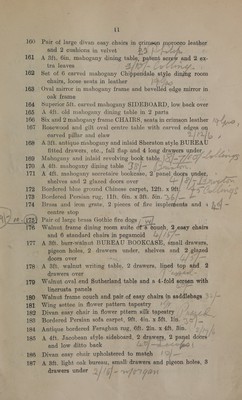 11
160 Pair of large divan easy chairs in crimson morocco leather
and 2 cushions in velvet
161 A 3ft. 6in. mahogany dining table, patent screw and 2 ex-
tra leaves
162 Set of 6 carved mahogany Chippendale style dining room
chairs, loose seats in leather
163 Oval mirror in mahogany frame and bevelled edge mirror in
oak frame
164 Superior 5ft. carved mahogany SIDEBOARD, low back over
165 A 4ft. old mahogany dining table in 2 parts
166 Six and 2 mahogany frame CHAIRS, seats in crimson leather
167 Rosewood and gilt oval centre table with curved edges on
carved pillar and claw
168 A 3ft. antique mahogany and inlaid Sheraton style BUREAU
fitted drawers, etc., fall flap and 4 long drawers under.
169 Mahogany and inlaid revolving book table
170 A 4ft. mahogany dining table
171 A 4ft. mahogany secretaire bookcase, 2 panel doors under,
shelves and 2 glazed doors over
172 Bordered blue ground Chinese carpet, 12ft. x 9ft.
173 Bordered Persian rug, 11ft. 6in. x 5ft. 3in.
174 Brass and iron grate, 2 pieces of fire implements and
matso stop
175 Pair of large brass Gothic fire dogs
176 Walnut frame dining room suite of a couch, 2 easy chairs
and 6 standard chairs in pegamoid
177 A 3ft. burr-walnut BUREAU BOOKCASE, small drawers,
pigeon holes, 2 drawers under, shelves and 2 glazed
doors over
178 A 3ft. walnut writing table, 2 drawers, lined top and 2
drawers over
179 Walnut oval end Sutherland table and a 4-fold screen with
lincrusta panels
180 Walnut frame couch and pair of easy chairs in saddlebags
181 Wing settee in flower pattern tapestry
182 Divan easy chair in flower pttern silk tapestry
183 Bordered Persian sofa carpet, 9ft. 4in. x 5ft. 1in.
184 Antique bordered Feraghan rug, 6ft. 2in. x 4ft. 3in.
185 A 4ft. Jacobean style sideboard, 2 drawers, 2 panel doors
and low ditto back
186 Divan easy chair upholstered to match
187 A 3ft. light oak bureau, small drawers and pigeon holes, 3
drawers under